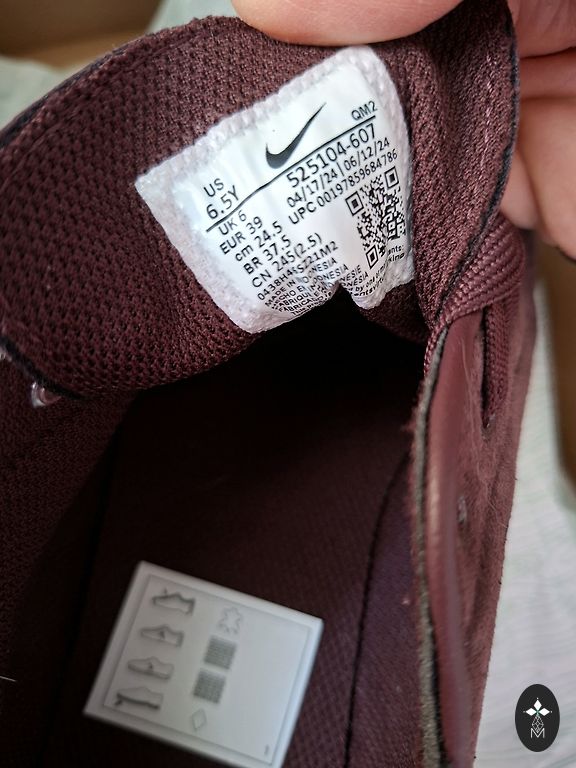 QM2
US
6.5Y
525104-607
UK 6
04/17/24 | 06/12/24
EUR 39
UPC 00197859684786
cm 24.5
BR 37.5
CN 245(2.5)
MADE IN INDONESIA
M